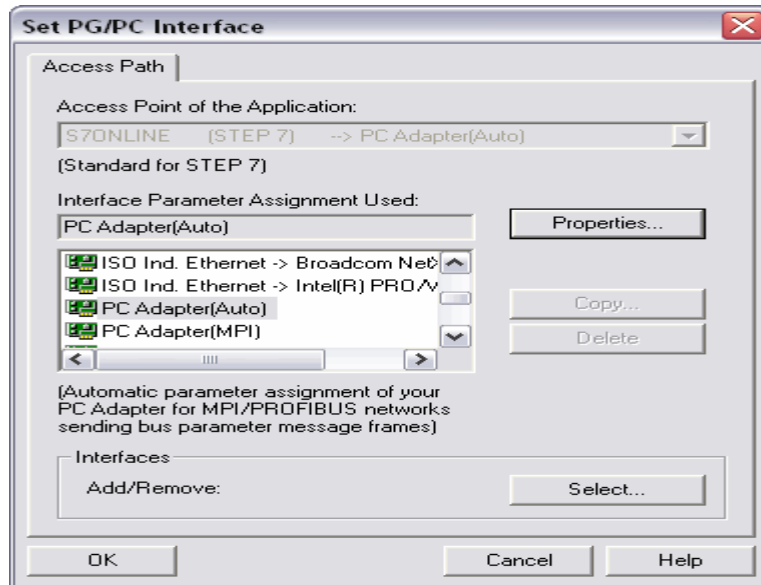 Set PG/PC Interface
Access Path
Access Point of the Application:
S7ONLINE (STEP 7) --> PC Adapter(Auto)
(Standard for STEP 7)
Interface Parameter Assignment Used:
PC Adapter(Auto)
Properties...
ISO Ind. Ethernet -> Broadcom Net
ISO Ind. Ethernet -> Intel(R) PRO/
PC Adapter(Auto)
PC Adapter(MPI)
Copy...
Delete
(Automatic parameter assignment of your
PC Adapter for MPI/PROFIBUS networks
sending bus parameter message frames)
Interfaces
Add/Remove:
Select...
OK
Cancel
Help